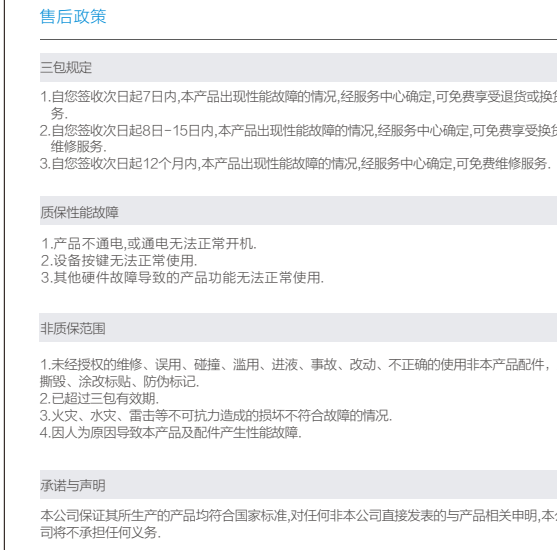 售后政策
三包规定
1.自您签收次日起7日内,本产品出现性能故障的情况,经服务中心确定,可免费享受退货或换
务.
2.自您签收次日起8日-15日内,本产品出现性能故障的情况,经服务中心确定,可免费享受换
维修服务.
3.自您签收次日起12个月内,本产品出现性能故障的情况,经服务中心确定,可免费维修服务.
质保性能故障
1.产品不通电,或通电无法正常开机.
2.设备按键无法正常使用.
3.其他硬件故障导致的产品功能无法正常使用.
非质保范围
1.未经授权的维修、误用、碰撞、滥用、进液、事故、改动、不正确的使用非本产品配件，
撕毁、涂改标贴、防伪标记.
2.已超过三包有效期.
3.火灾、水灾、雷击等不可抗力造成的损坏不符合故障的情况.
4.因人为原因导致本产品及配件产生性能故障.
承诺与声明
本公司保证其所生产的产品均符合国家标准,对任何非本公司直接发表的与产品相关申明,本
司将不承担任何义务.